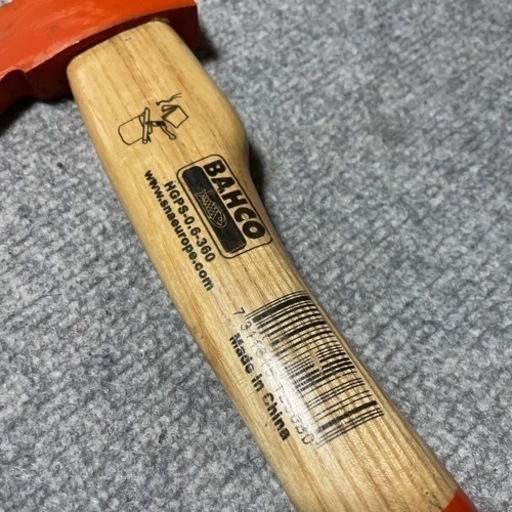 BAHCO
HGPS-0.6-360
www.snaeurope.com
Made in China